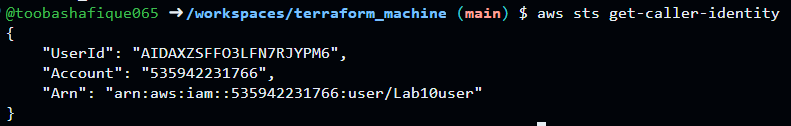 @toobashafique065 ➜ /workspaces/terraform_machine (main) $ aws sts get-caller-identity
{
    "UserId": "AIDAXZSFFO3LFN7RJYPM6",
    "Account": "535942231766",
    "Arn": "arn:aws:iam::535942231766:user/Lab10user"
}